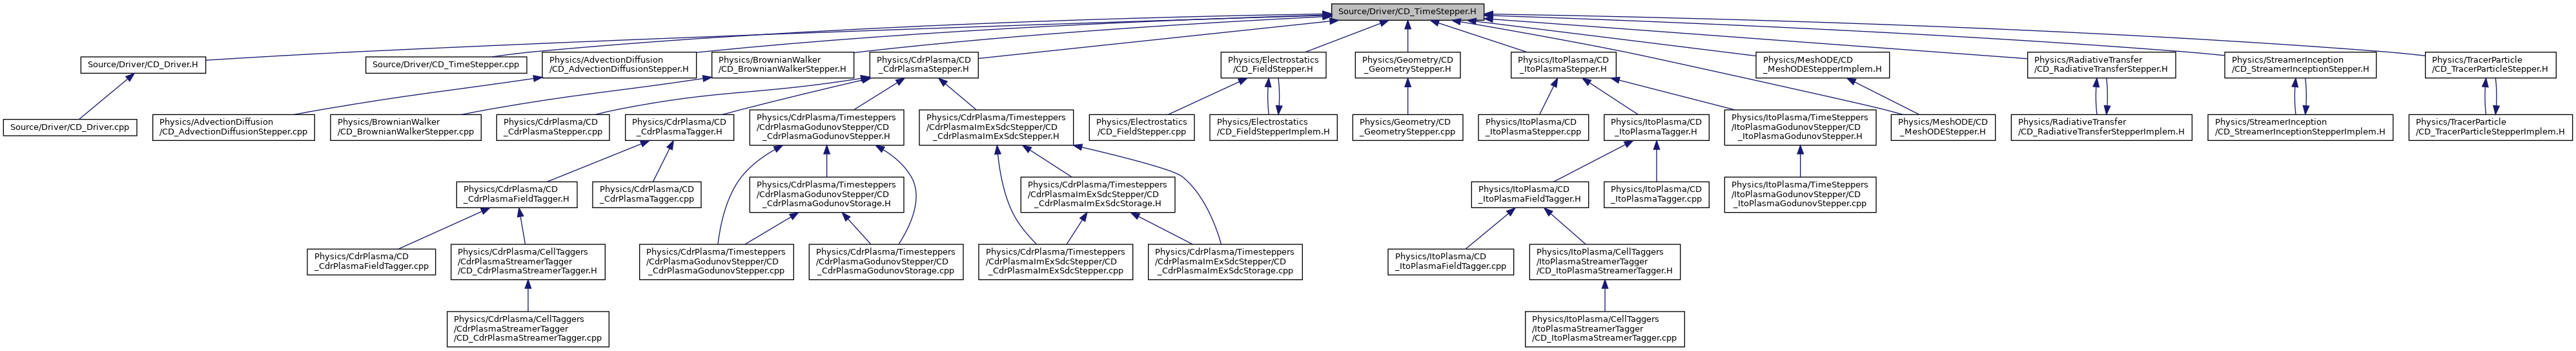 Source/Driver/CD_TimeStepper.H
Source/Driver/CD_Driver.H
Source/Driver/CD_TimeStepper.cpp
Physics/AdvectionDiffusion
/CD_AdvectionDiffusionStepper.H
Physics/BrownianWalker
/CD_BrownianWalkerStepper.H
Physics/CdrPlasma/CD
_CdrPlasmaStepper.H
Physics/Electrostatics
/CD_FieldStepper.H
Physics/Geometry/CD
_GeometryStepper.H
Physics/ItoPlasma/CD
_ItoPlasmaStepper.H
Physics/MeshODE/CD
_MeshODEStepperImplem.H
Physics/RadiativeTransfer
/CD_RadiativeTransferStepper.H
Physics/StreamerInception
/CD_StreamerInceptionStepper.H
Physics/TracerParticle
/CD_TracerParticleStepper.H
Source/Driver/CD_Driver.cpp
Physics/AdvectionDiffusion
/CD_AdvectionDiffusionStepper.cpp
Physics/BrownianWalker
/CD_BrownianWalkerStepper.cpp
Physics/CdrPlasma/CD
_CdrPlasmaStepper.cpp
Physics/CdrPlasma/CD
_CdrPlasmaTagger.H
Physics/CdrPlasma/Timesteppers
/CdrPlasmaGodunovStepper/CD
_CdrPlasmaGodunovStepper.H
Physics/CdrPlasma/Timesteppers
/CdrPlasmaImExSdcStepper/CD
_CdrPlasmaImExSdcStepper.H
Physics/Electrostatics
/CD_FieldStepper.cpp
Physics/Electrostatics
/CD_FieldStepperImplem.H
Physics/Geometry/CD
_GeometryStepper.cpp
Physics/ItoPlasma/CD
_ItoPlasmaStepper.cpp
Physics/ItoPlasma/CD
_ItoPlasmaTagger.H
Physics/ItoPlasma/TimeSteppers
/ItoPlasmaGodunovStepper/CD
_ItoPlasmaGodunovStepper.H
Physics/MeshODE/CD
_MeshODEStepper.H
Physics/RadiativeTransfer
/CD_RadiativeTransferStepperImplem.H
Physics/StreamerInception
/CD_StreamerInceptionStepperImplem.H
Physics/TracerParticle
/CD_TracerParticleStepperImplem.H
Physics/CdrPlasma/CD
_CdrPlasmaFieldTagger.H
Physics/CdrPlasma/CD
_CdrPlasmaTagger.cpp
Physics/CdrPlasma/Timesteppers
/CdrPlasmaGodunovStepper/CD
_CdrPlasmaGodunovStorage.H
Physics/CdrPlasma/Timesteppers
/CdrPlasmaImExSdcStepper/CD
_CdrPlasmaImExSdcStorage.H
Physics/ItoPlasma/CD
_ItoPlasmaFieldTagger.H
Physics/ItoPlasma/CD
_ItoPlasmaTagger.cpp
Physics/ItoPlasma/TimeSteppers
/ItoPlasmaGodunovStepper/CD
_ItoPlasmaGodunovStepper.cpp
Physics/CdrPlasma/CD
_CdrPlasmaFieldTagger.cpp
Physics/CdrPlasma/CellTaggers
/CdrPlasmaStreamerTagger
/CD_CdrPlasmaStreamerTagger.H
Physics/CdrPlasma/Timesteppers
/CdrPlasmaGodunovStepper/CD
_CdrPlasmaGodunovStepper.cpp
Physics/CdrPlasma/Timesteppers
/CdrPlasmaGodunovStepper/CD
_CdrPlasmaGodunovStorage.cpp
Physics/CdrPlasma/Timesteppers
/CdrPlasmaImExSdcStepper/CD
_CdrPlasmaImExSdcStepper.cpp
Physics/CdrPlasma/Timesteppers
/CdrPlasmaImExSdcStepper/CD
_CdrPlasmaImExSdcStorage.cpp
Physics/ItoPlasma/CD
_ItoPlasmaFieldTagger.cpp
Physics/ItoPlasma/CellTaggers
/ItoPlasmaStreamerTagger
/CD_ItoPlasmaStreamerTagger.H
Physics/CdrPlasma/CellTaggers
/CdrPlasmaStreamerTagger
/CD_CdrPlasmaStreamerTagger.cpp
Physics/ItoPlasma/CellTaggers
/ItoPlasmaStreamerTagger
/CD_ItoPlasmaStreamerTagger.cpp